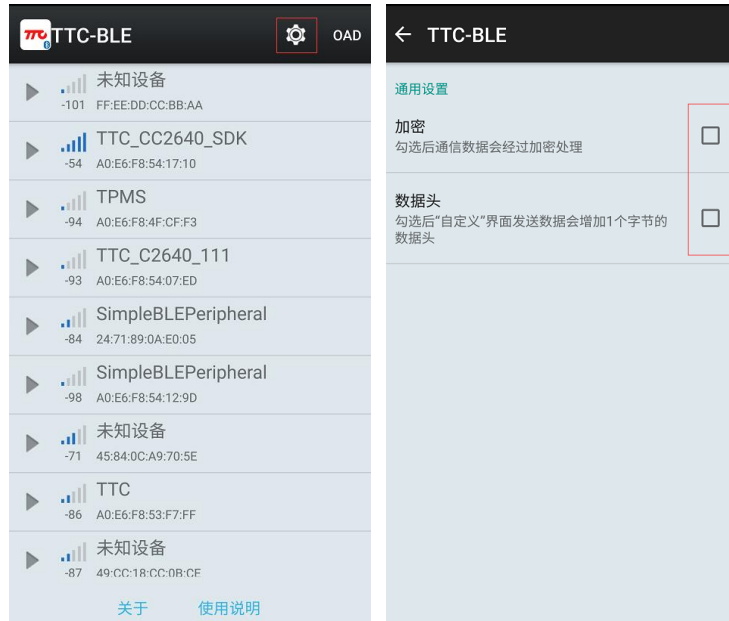 TTC TTC-BLE OAD
未知设备
-101 FF:EE:DD:CC:BB:AA
TTC_CC2640_SDK
-54 A0:E6:F8:54:17:10
TPMS
-94 A0:E6:F8:4F:CF:F3
TTC_C2640_111
-93 A0:E6:F8:54:07:ED
SimpleBLEPeripheral
-84 24:71:89:0A:E0:05
SimpleBLEPeripheral
-98 A0:E6:F8:54:12:9D
未知设备
-71 45:84:0C:A9:70:5E
TTC
-86 A0:E6:F8:53:F7:FF
未知设备
-87 49:CC:18:CC:0B:CE
关于 使用说明
TTC-BLE
通用设置
加密
勾选后通信数据会经过加密处理
数据头
勾选后“自定义”界面发送数据会增加1个字节的
数据头